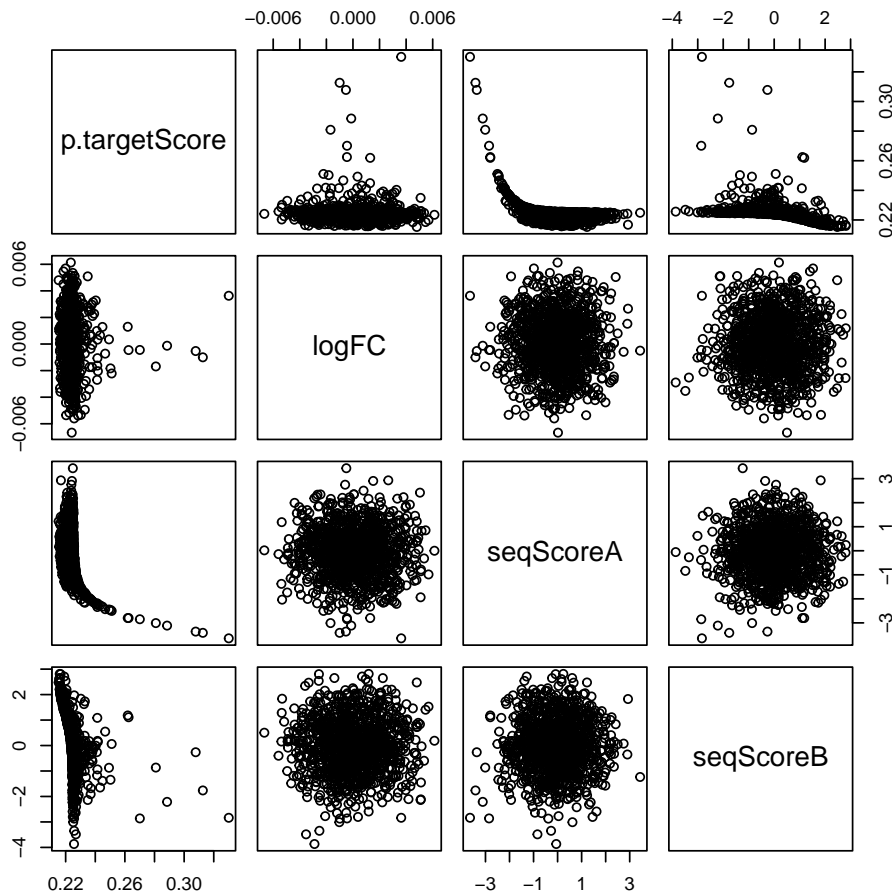 −0.006 0.000 0.006 −4 −2 0 2
p.targetScore
0.22 0.26 0.30
−0.006 0.000 0.006
logFC
seqScoreA
−3 −1 1 3
−4 −2 0 2
seqScoreB
0.22 0.26 0.30 −3 −1 1 3